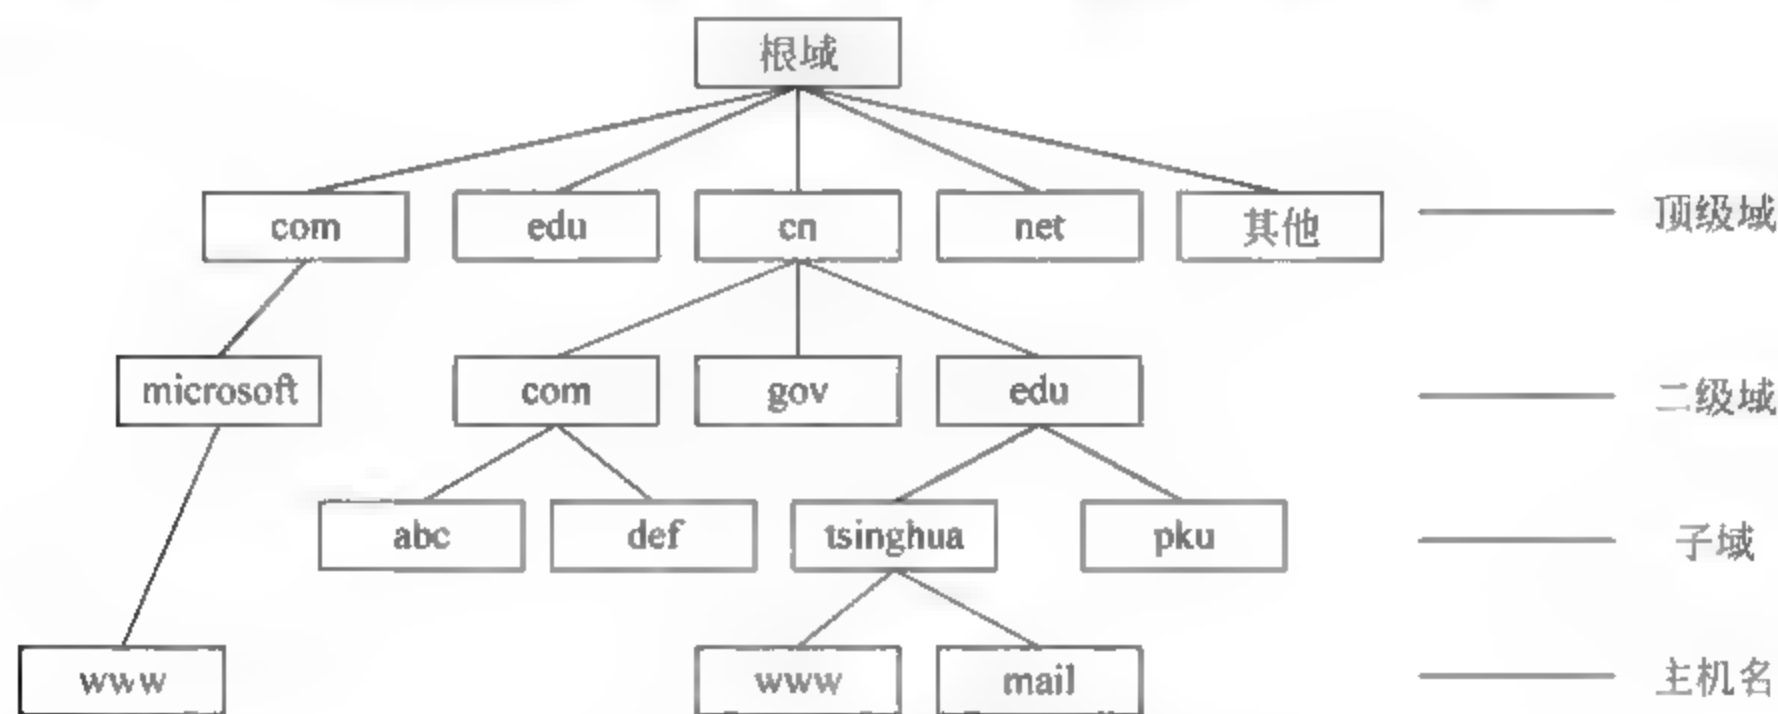 根域
com edu cn net 其他 顶级域
microsoft com gov edu 二级域
abc def tsinghua pku 子域
www www mail 主机名